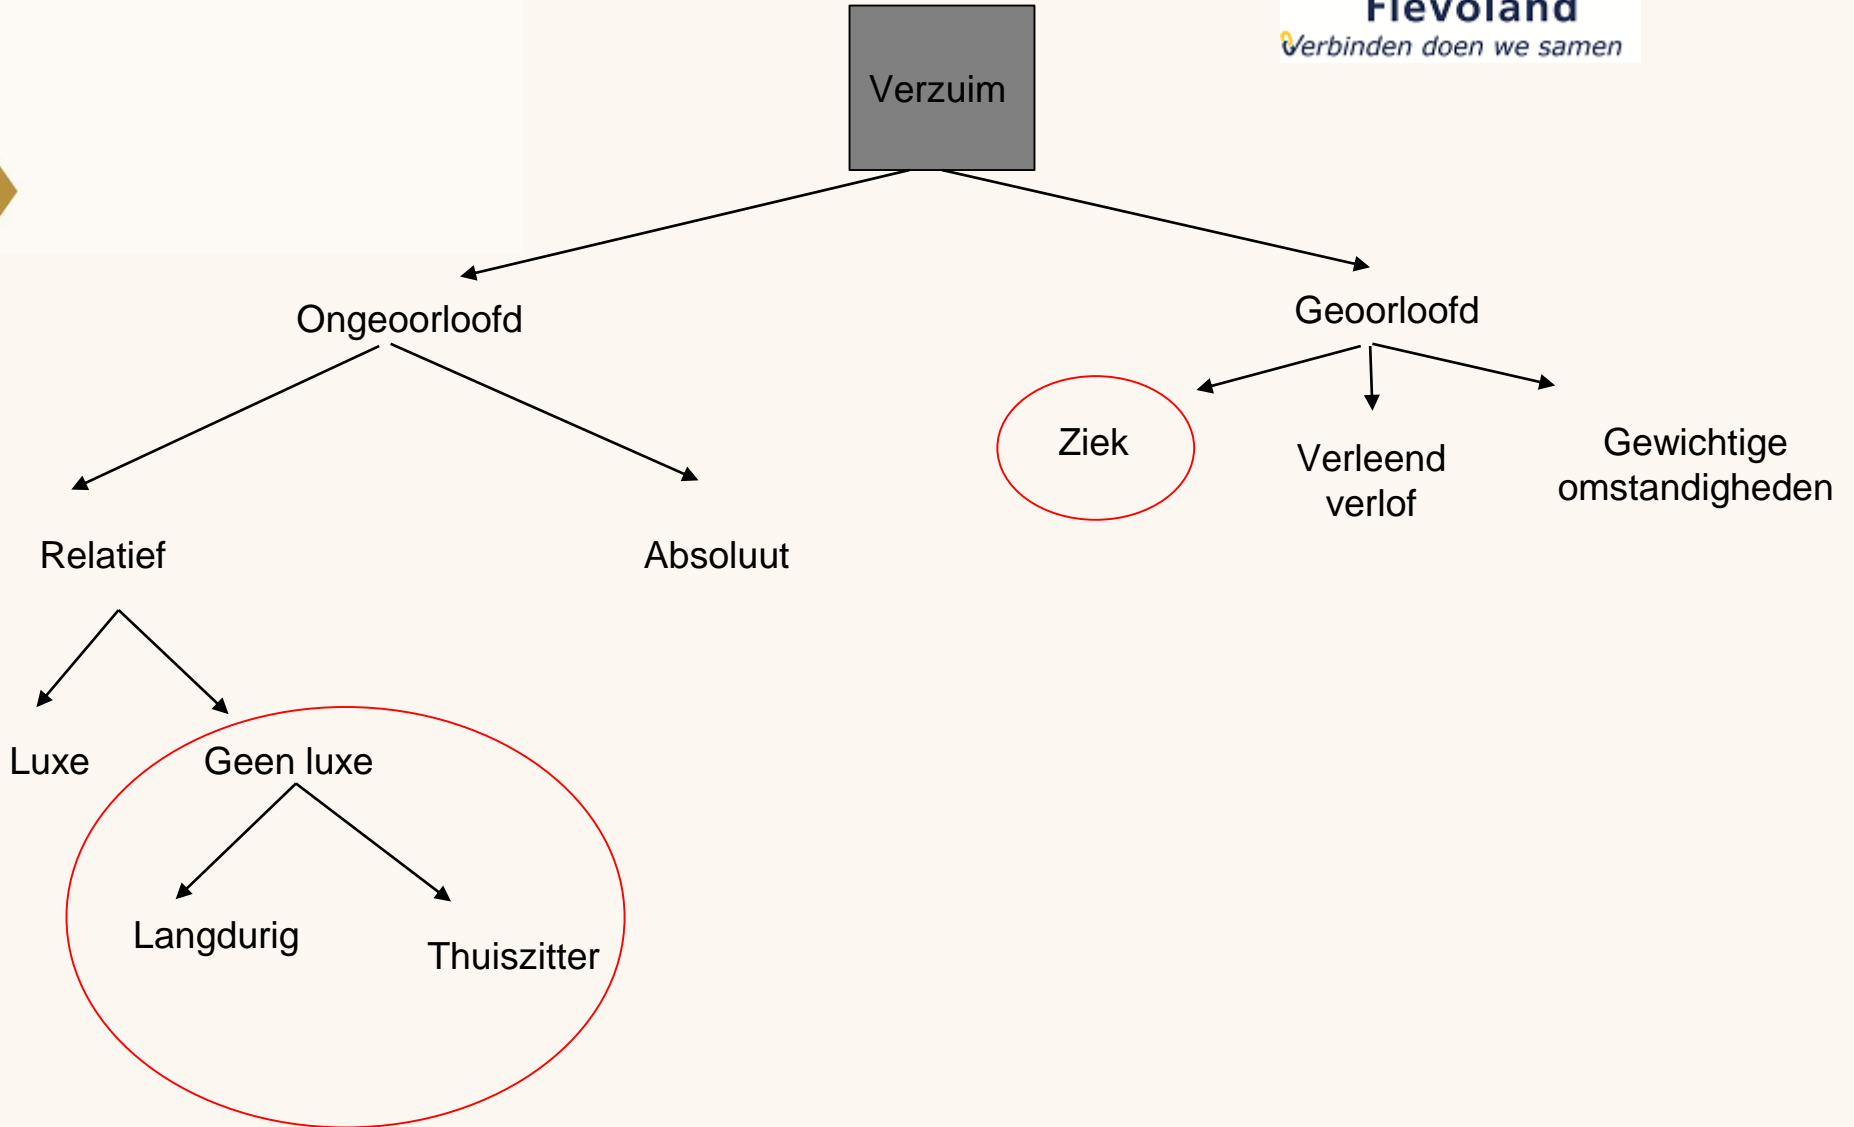 Flevoland
Verbinden doen we samen
Verzuim
Ongeoorloofd
Geoorloofd
Ziek
Verleend
verlof
Gewichtige
omstandigheden
Relatief
Absoluut
Luxe
Geen luxe
Langdurig
Thuiszitter